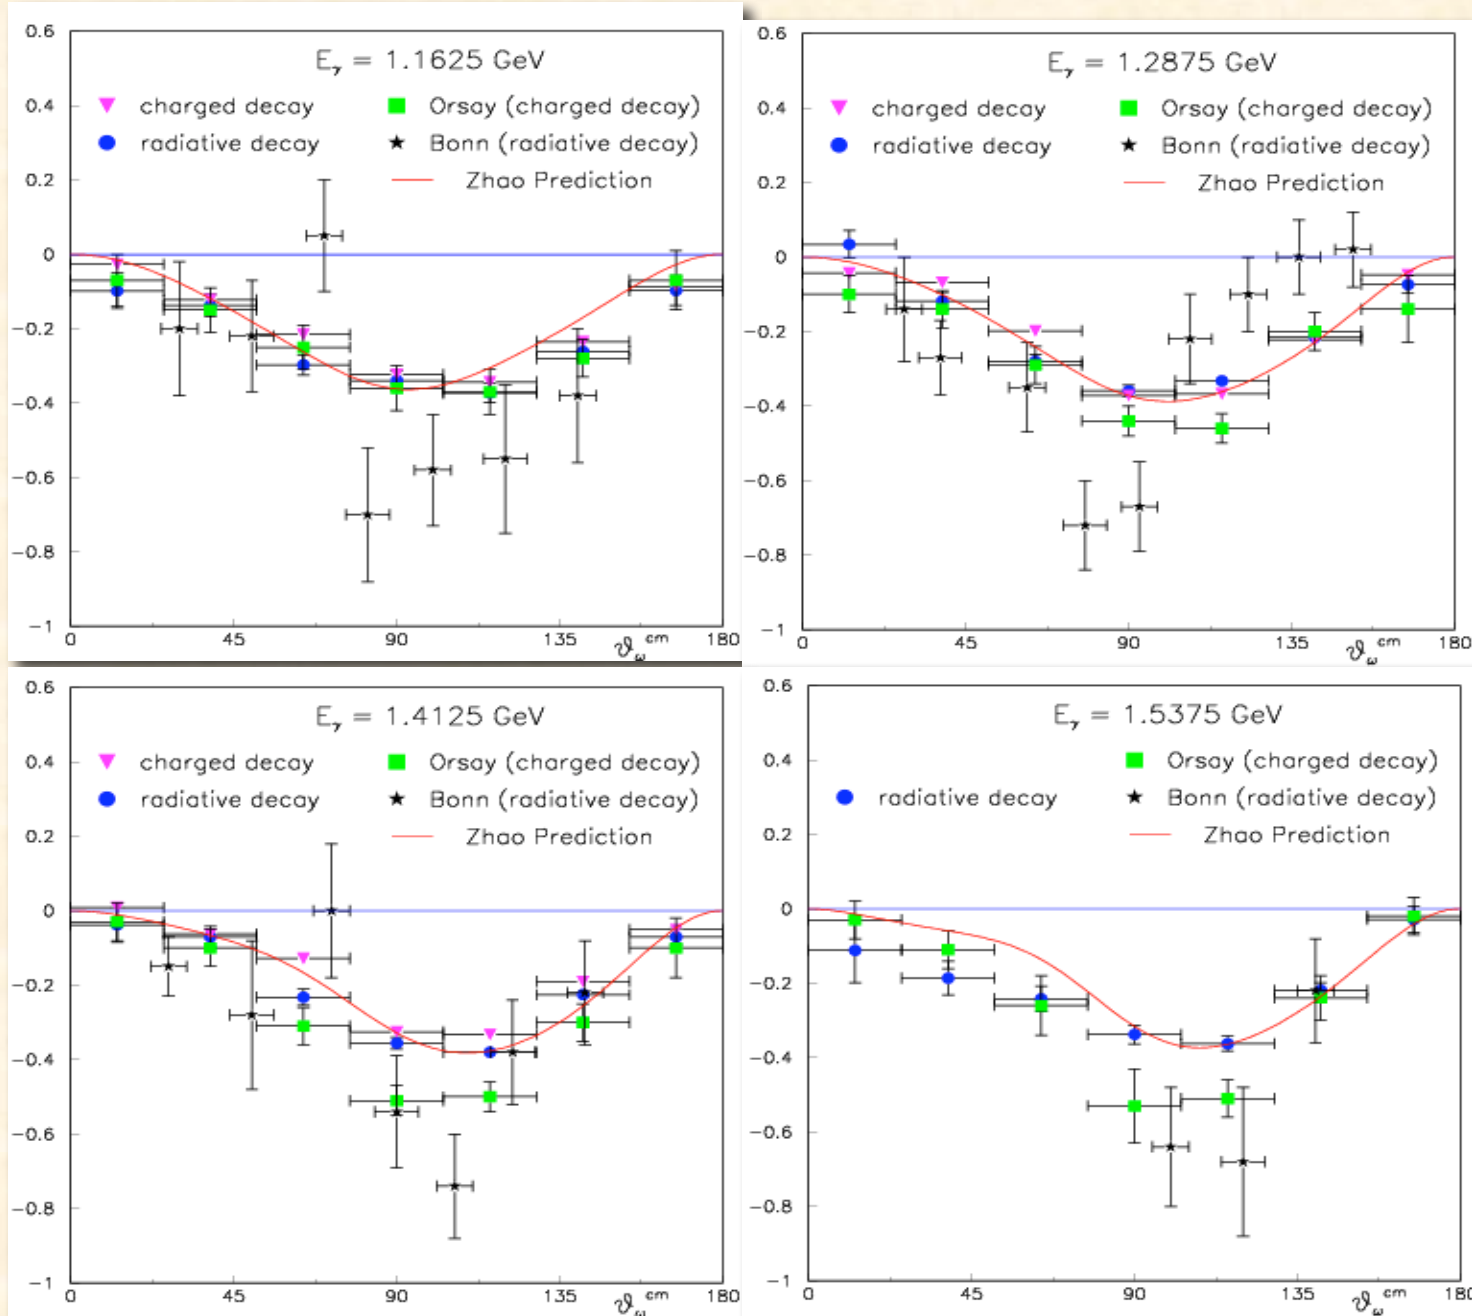 E_γ = 1.1625 GeV
charged decay
Orsay (charged decay)
radiative decay
Bonn (radiative decay)
Zhao Prediction
0.6
0.4
0.2
0
−0.2
−0.4
−0.6
−0.8
−1
0 45 90 135 180
ϑ_ω^cm
E_γ = 1.2875 GeV
charged decay
Orsay (charged decay)
radiative decay
Bonn (radiative decay)
Zhao Prediction
0.6
0.4
0.2
0
−0.2
−0.4
−0.6
−0.8
−1
0 45 90 135 180
ϑ_ω^cm
E_γ = 1.4125 GeV
charged decay
Orsay (charged decay)
radiative decay
Bonn (radiative decay)
Zhao Prediction
0.6
0.4
0.2
0
−0.2
−0.4
−0.6
−0.8
−1
0 45 90 135 180
ϑ_ω^cm
E_γ = 1.5375 GeV
Orsay (charged decay)
radiative decay
Bonn (radiative decay)
Zhao Prediction
0.6
0.4
0.2
0
−0.2
−0.4
−0.6
−0.8
−1
0 45 90 135 180
ϑ_ω^cm